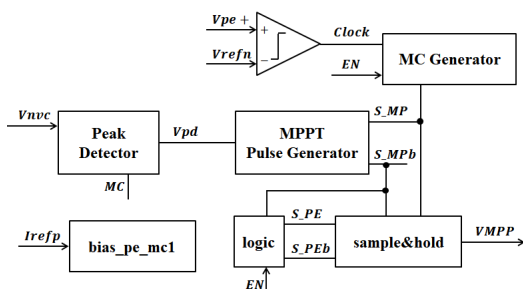 Vpe +
+
Vrefn
−
Clock
EN
MC Generator
Vnvc
Peak
Detector
MC
Vpd
MPPT
Pulse Generator
S_MP
S_MPb
Irefp
bias_pe_mc1
logic
EN
S_PE
S_PEb
sample&hold
VMPP